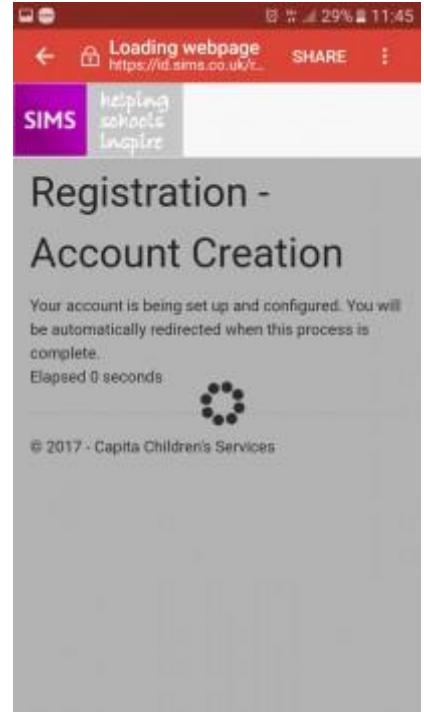 29% 11:45
Loading webpage
https://id.sims.co.uk/r...
SHARE
SIMS
helping
schools
inspire
Registration -
Account Creation
Your account is being set up and configured. You will
be automatically redirected when this process is
complete.
Elapsed 0 seconds
© 2017 - Capita Children's Services